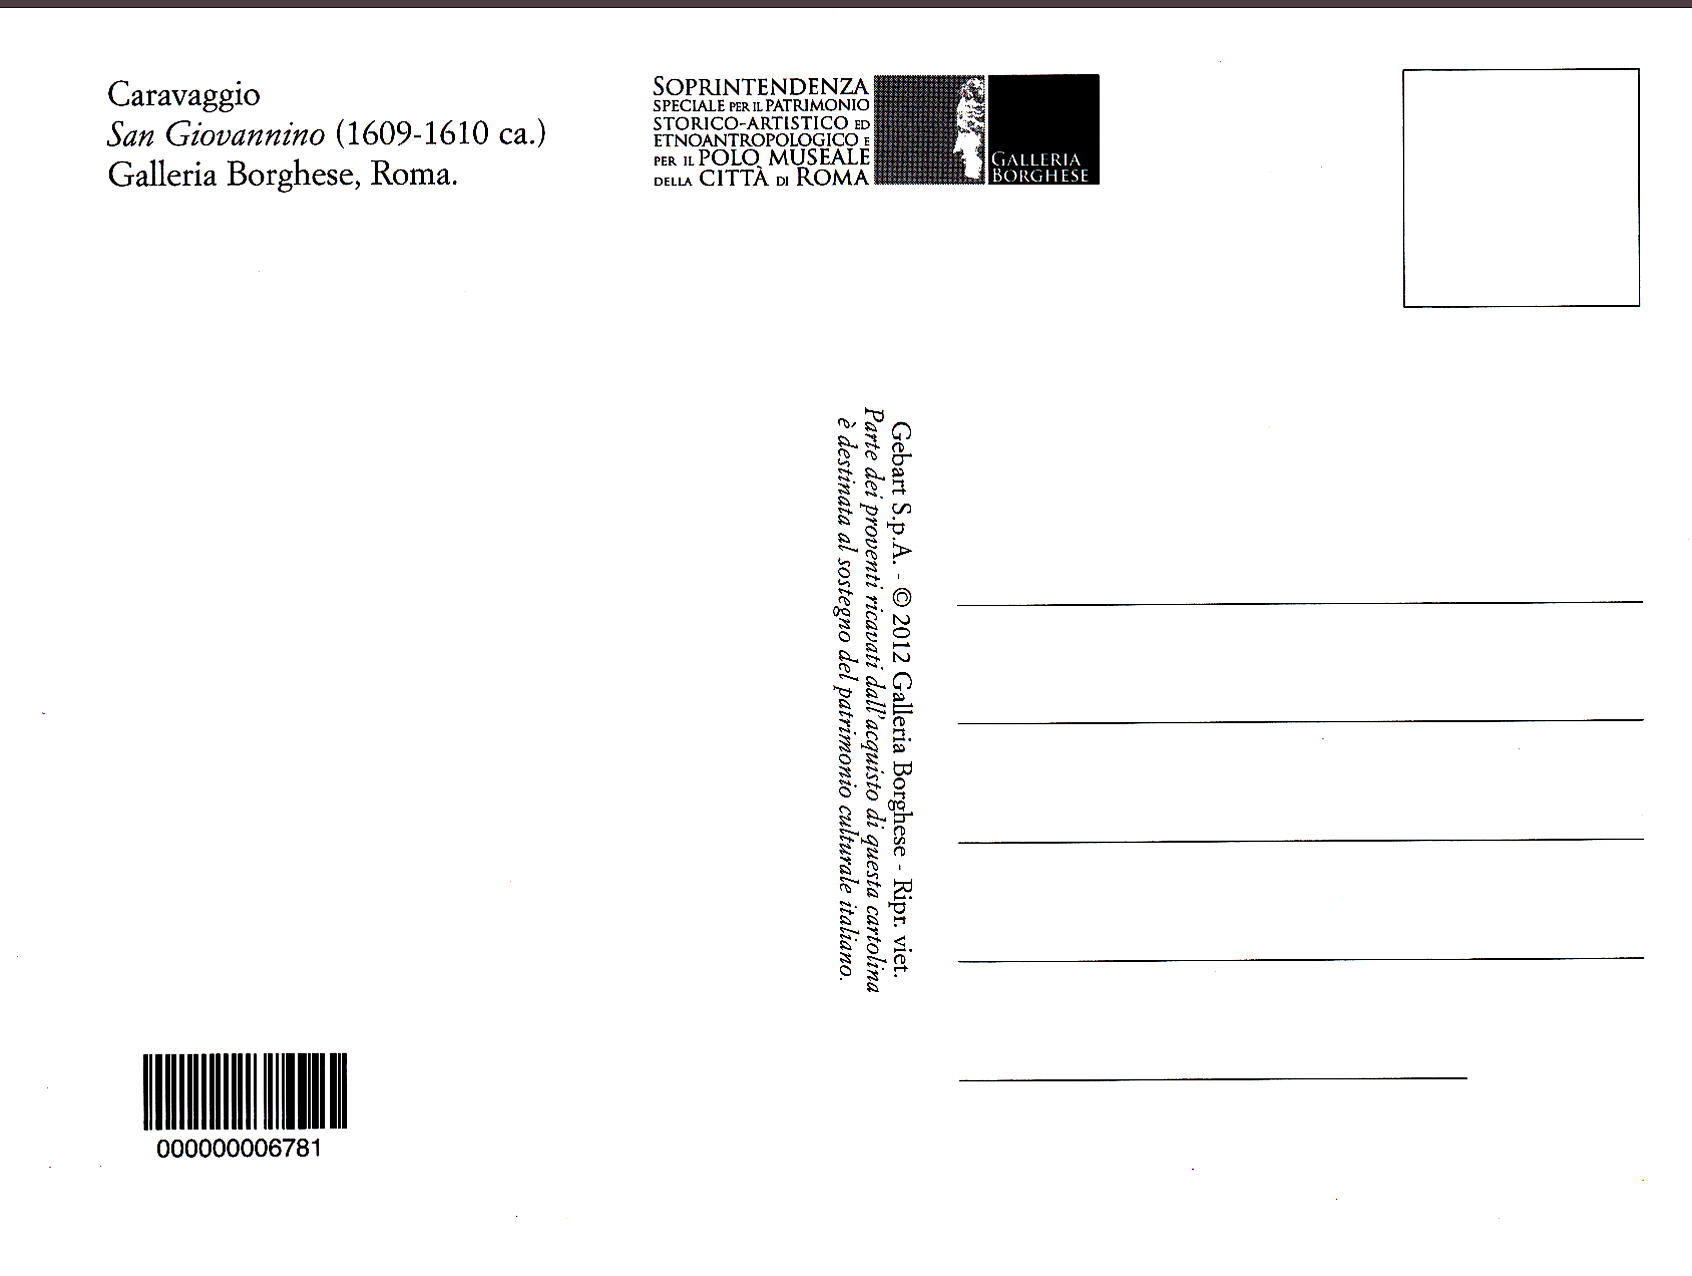 Caravaggio
San Giovannino (1609-1610 ca.)
Galleria Borghese, Roma.
SOPRINTENDENZA
SPECIALE PER IL PATRIMONIO
STORICO-ARTISTICO ED
ETNOANTROPOLOGICO E
PER IL POLO MUSEALE
DELLA CITTÀ DI ROMA
GALLERIA
BORGHESE
Gebart S.p.A. - © 2012 Galleria Borghese - Ripr. viet.
Parte dei proventi ricavati dall'acquisto di questa cartolina
è destinata al sostegno del patrimonio culturale italiano.
000000006781